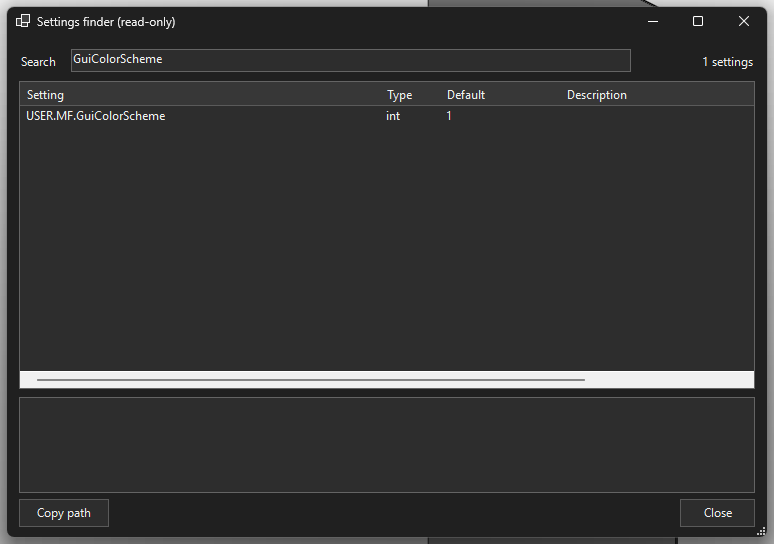 Settings finder (read-only)
Search GuiColorScheme 1 settings
Setting Type Default Description
USER.MF.GuiColorScheme int 1
Copy path Close